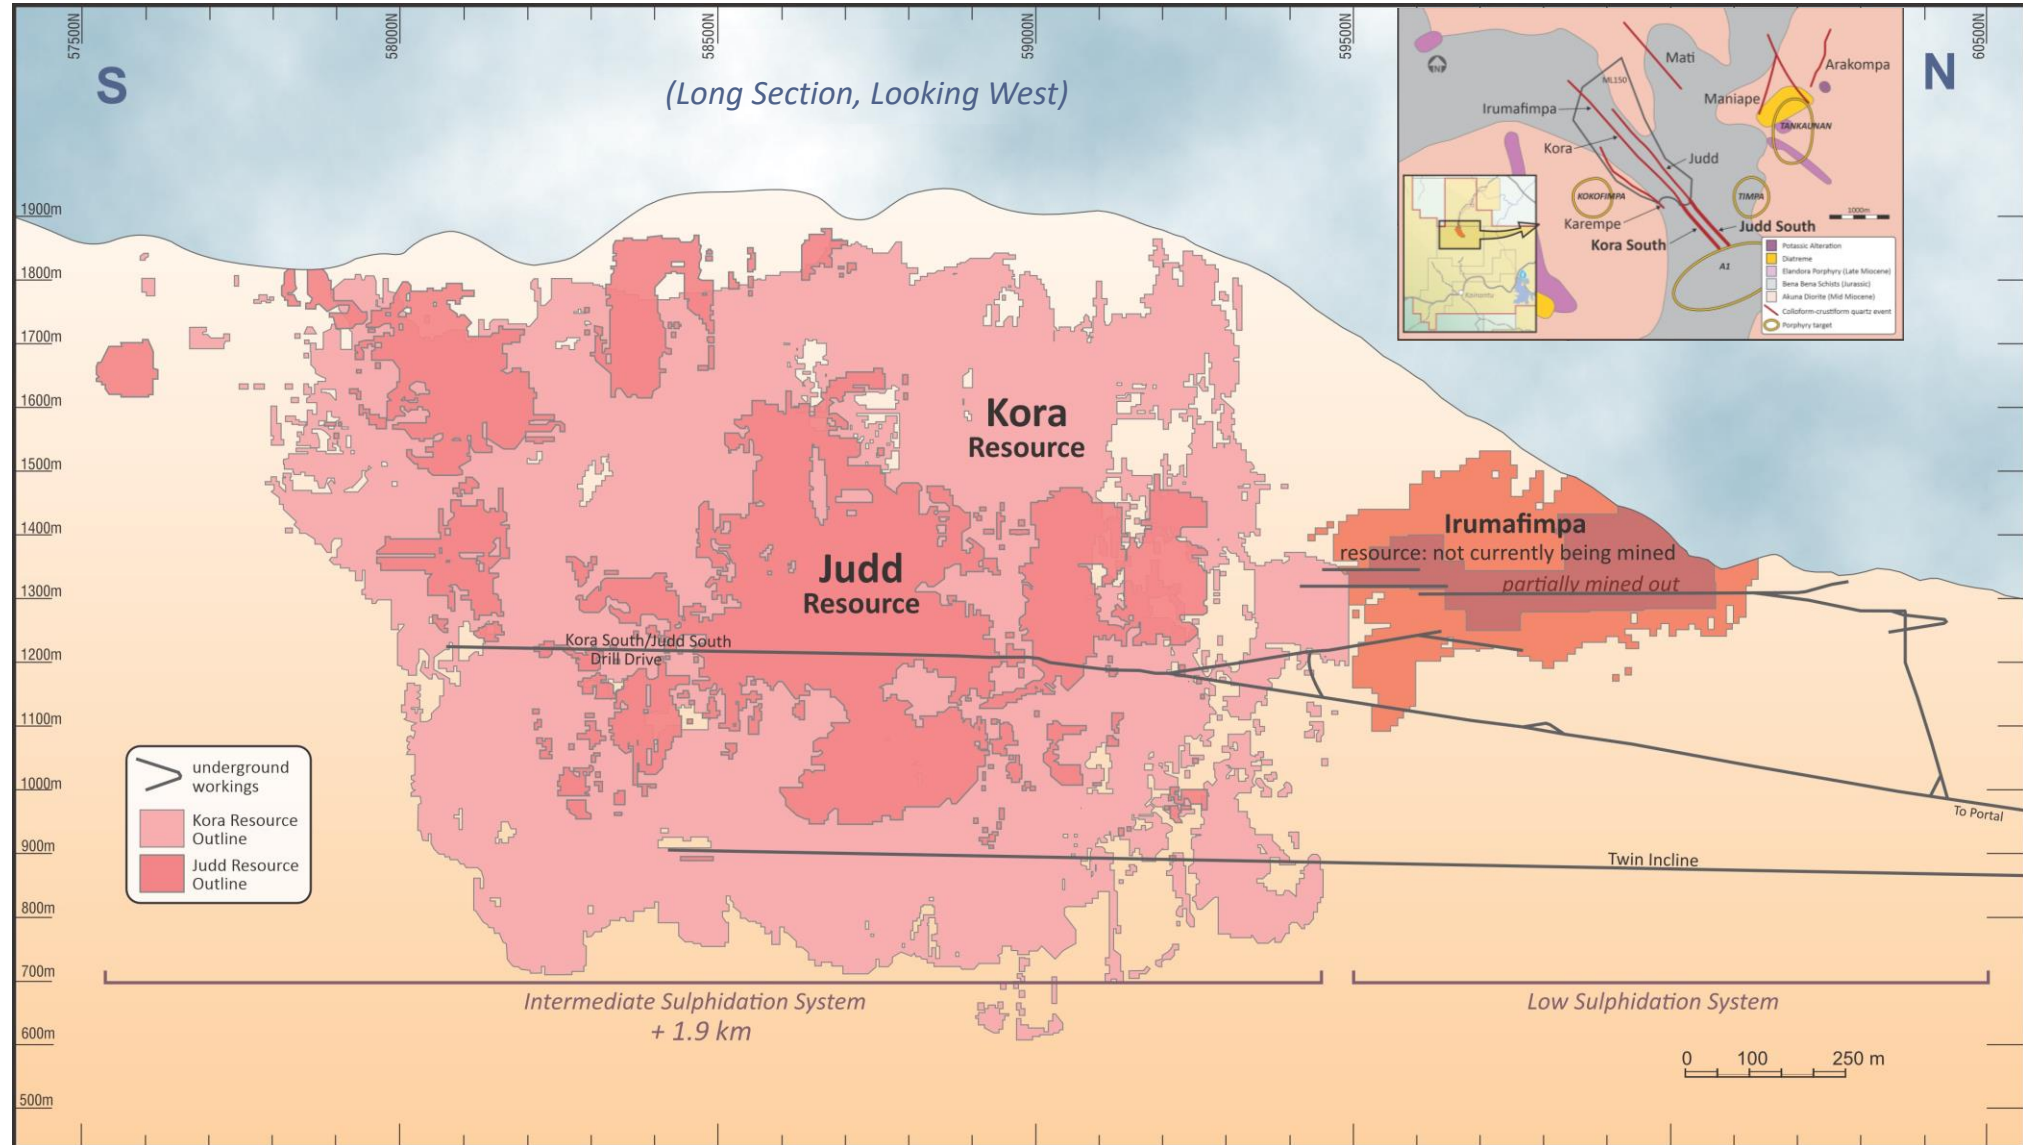 57500N
58000N
58500N
59000N
59500N
60500N
S
(Long Section, Looking West)
N
1900m
1800m
1700m
1600m
1500m
1400m
1300m
1200m
1100m
1000m
900m
800m
700m
600m
500m
Mati
Arakompa
ML150
Maniape
Irumafimpa
TANKAUNAN
Kora
Judd
KOKOFIMPA
TIMPA
1000m
Karempe
Judd South
Kora South
A1
Kainantu
Potassic Alteration
Diatreme
Elandora Porphyry (Late Miocene)
Bena Bena Schists (Jurassic)
Akuna Diorite (Mid Miocene)
Colloform-crustiform quartz event
Porphyry target
Kora
Resource
Judd
Resource
Irumafimpa
resource: not currently being mined
partially mined out
Kora South/Judd South
Drill Drive
underground
workings
Kora Resource
Outline
Judd Resource
Outline
To Portal
Twin Incline
Intermediate Sulphidation System
+ 1.9 km
Low Sulphidation System
0 100 250 m